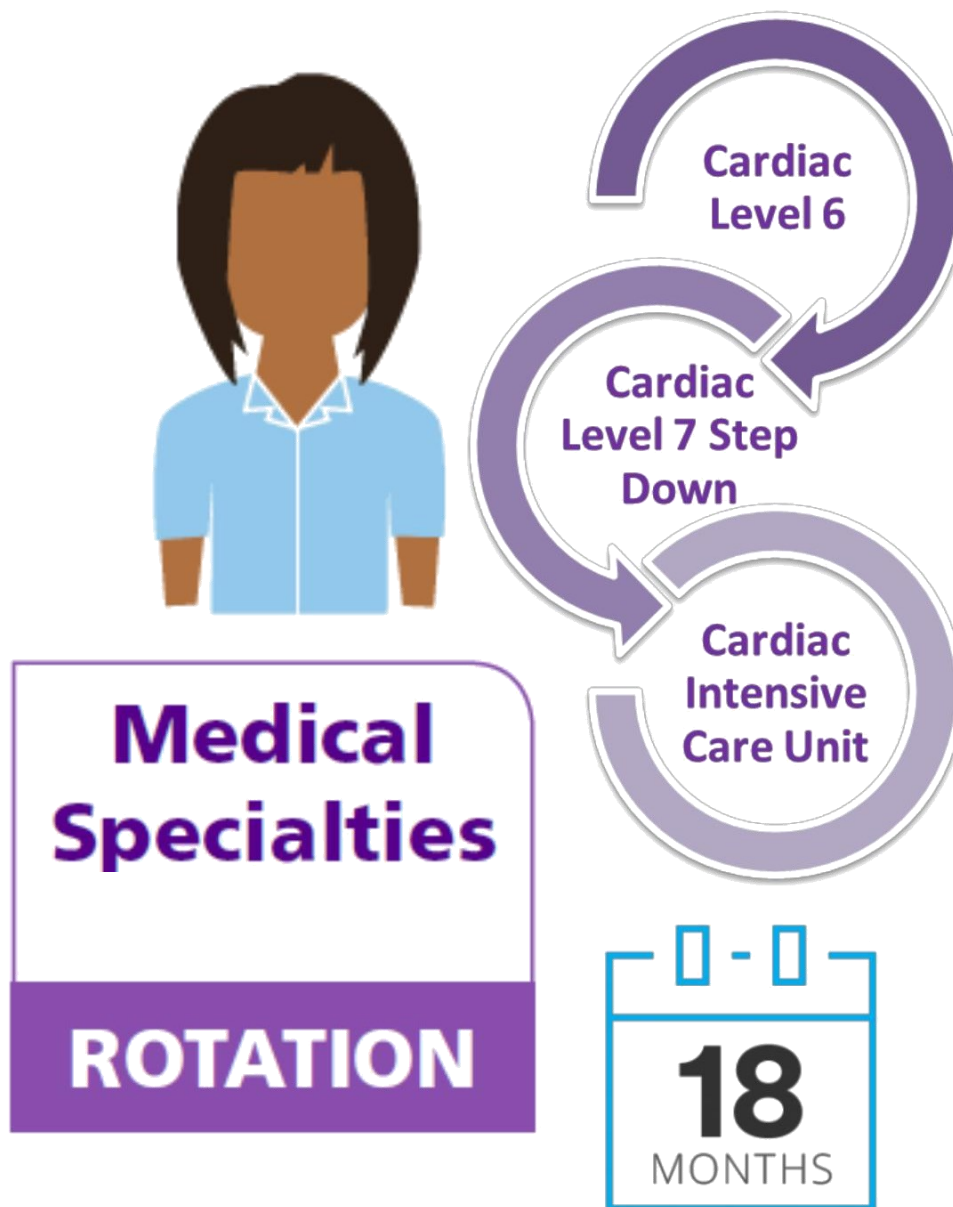 Cardiac
Level 6
Cardiac
Level 7 Step
Down
Cardiac
Intensive
Care Unit
Medical
Specialties
ROTATION
18
MONTHS